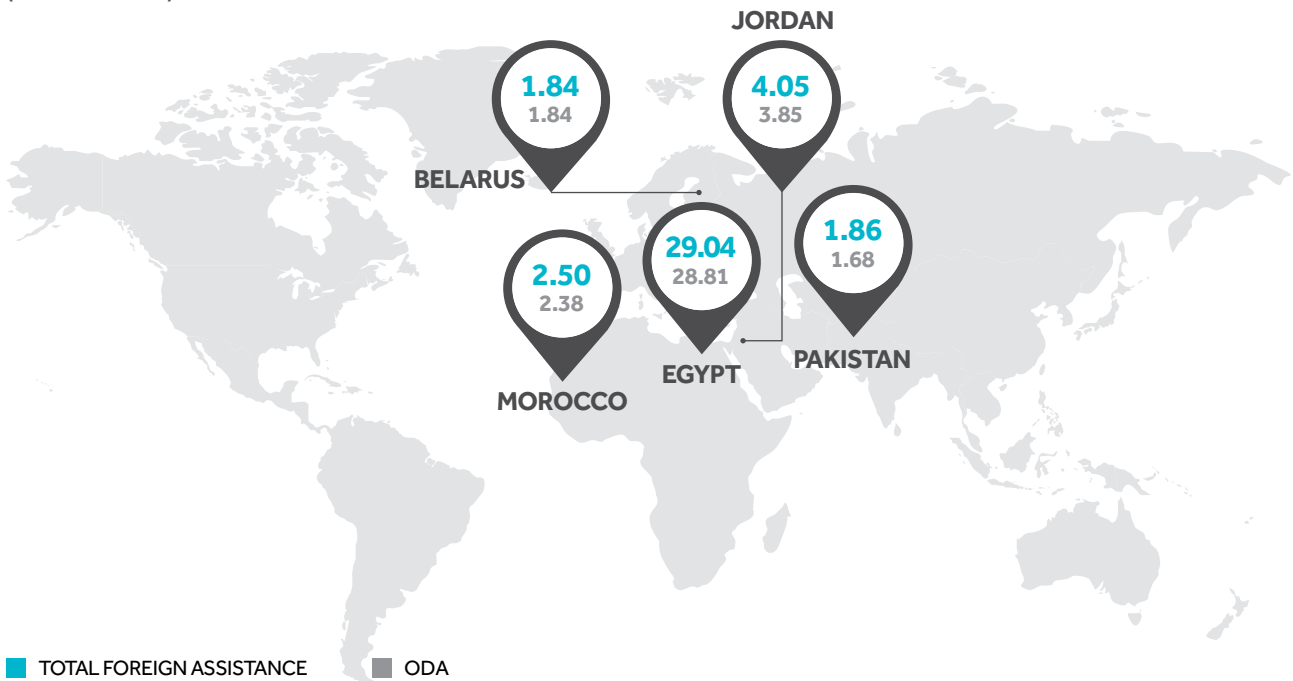 JORDAN
1.84
1.84
BELARUS
4.05
3.85
29.04
28.81
EGYPT
1.86
1.68
PAKISTAN
2.50
2.38
MOROCCO
TOTAL FOREIGN ASSISTANCE
ODA